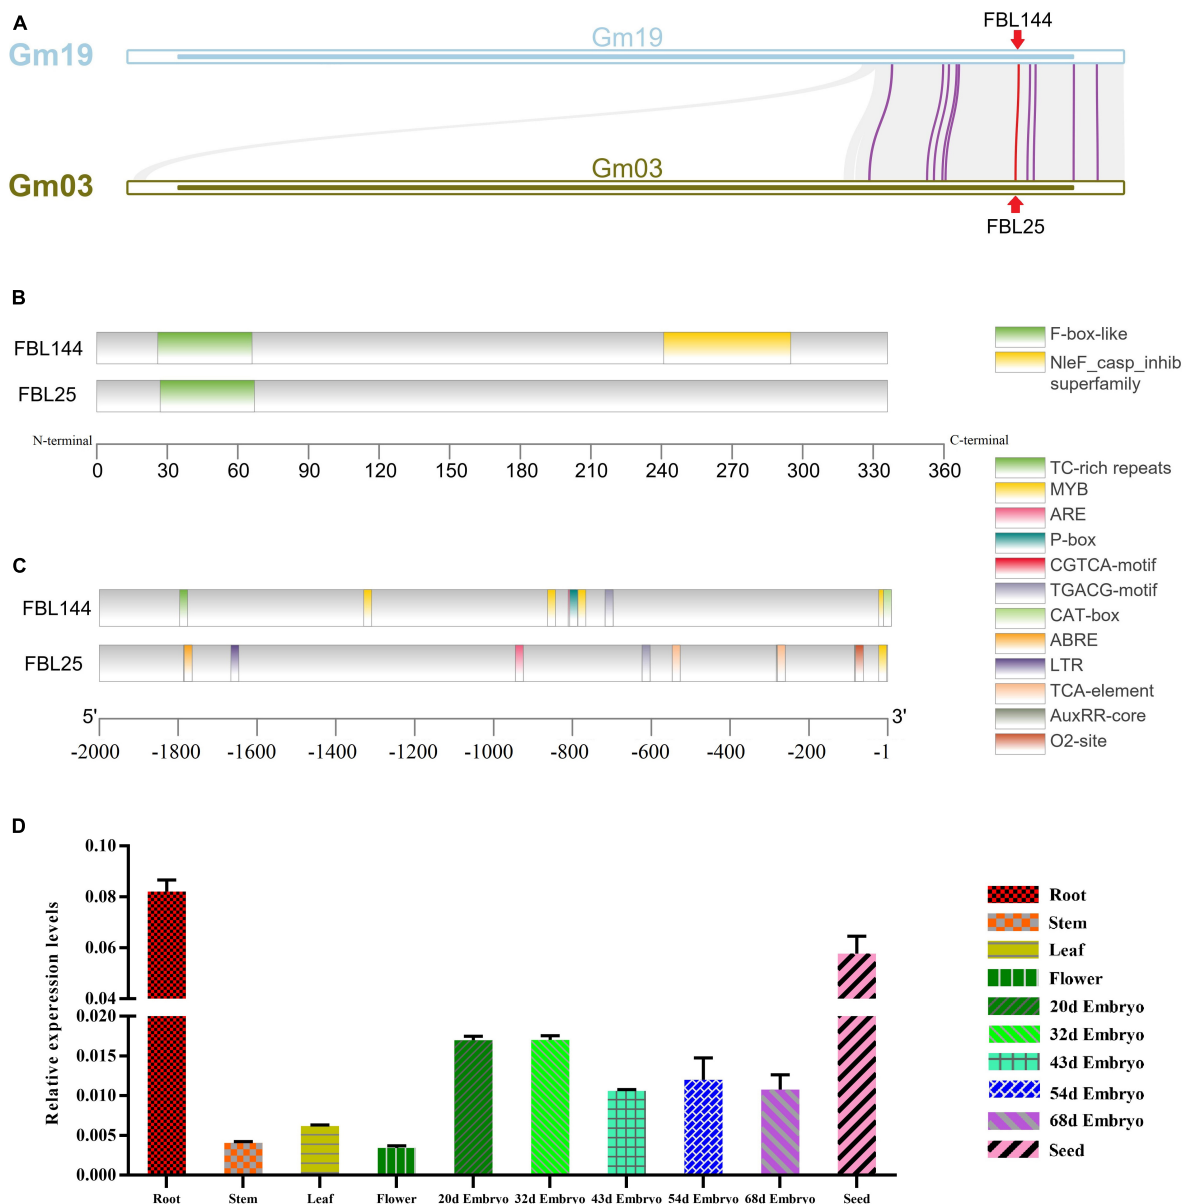 A
FBL144
Gm19
Gm19
Gm03
Gm03
FBL25
B
FBL144
FBL25
N-terminal
C-terminal
0 30 60 90 120 150 180 210 240 270 300 330 360
F-box-like
NleF_casp_inhib
superfamily
C
FBL144
FBL25
5'
3'
-2000 -1800 -1600 -1400 -1200 -1000 -800 -600 -400 -200 -1
TC-rich repeats
MYB
ARE
P-box
CGTCA-motif
TGACG-motif
CAT-box
ABRE
LTR
TCA-element
AuxRR-core
O2-site
D
Relative experession levels
0.10
0.08
0.06
0.04
0.020
0.015
0.010
0.005
0.000
Root Stem Leaf Flower 20d Embryo 32d Embryo 43d Embryo 54d Embryo 68d Embryo Seed
Root
Stem
Leaf
Flower
20d Embryo
32d Embryo
43d Embryo
54d Embryo
68d Embryo
Seed